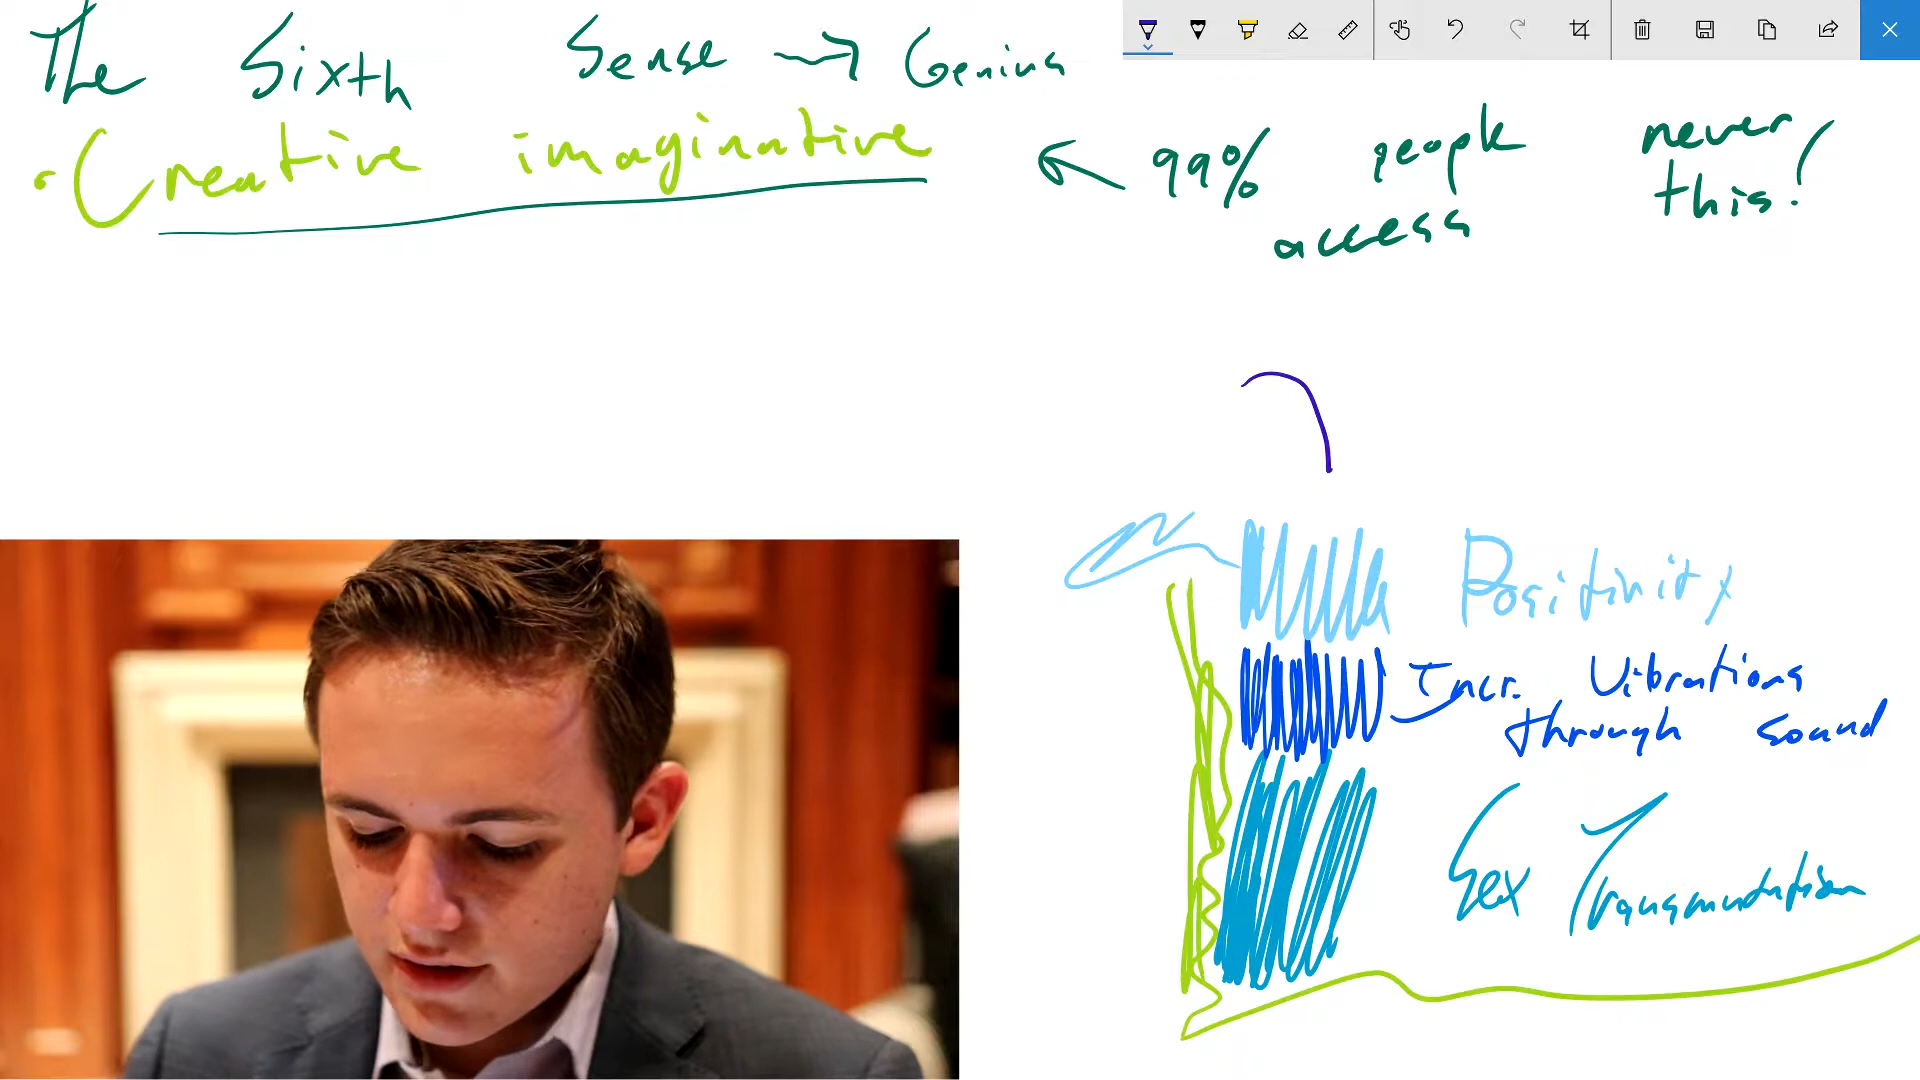 The Sixth Sense → Genius
• Creative imaginative
← 99% people never
access this!
Positivity
Incr. Vibrations
through sound
Sex Transmutation